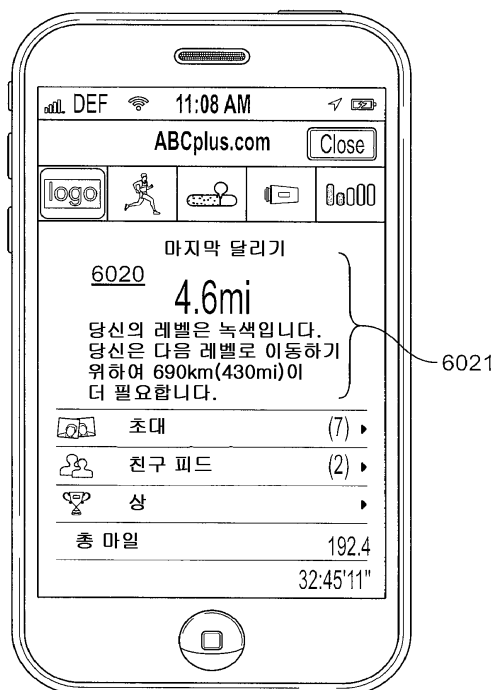 DEF 11:08 AM
ABCplus.com Close
logo
마지막 달리기
6020
4.6mi
당신의 레벨은 녹색입니다.
당신은 다음 레벨로 이동하기
위하여 690km(430mi)이
더 필요합니다.
6021
초대 (7)
친구 피드 (2)
상
총 마일 192.4
32:45'11"